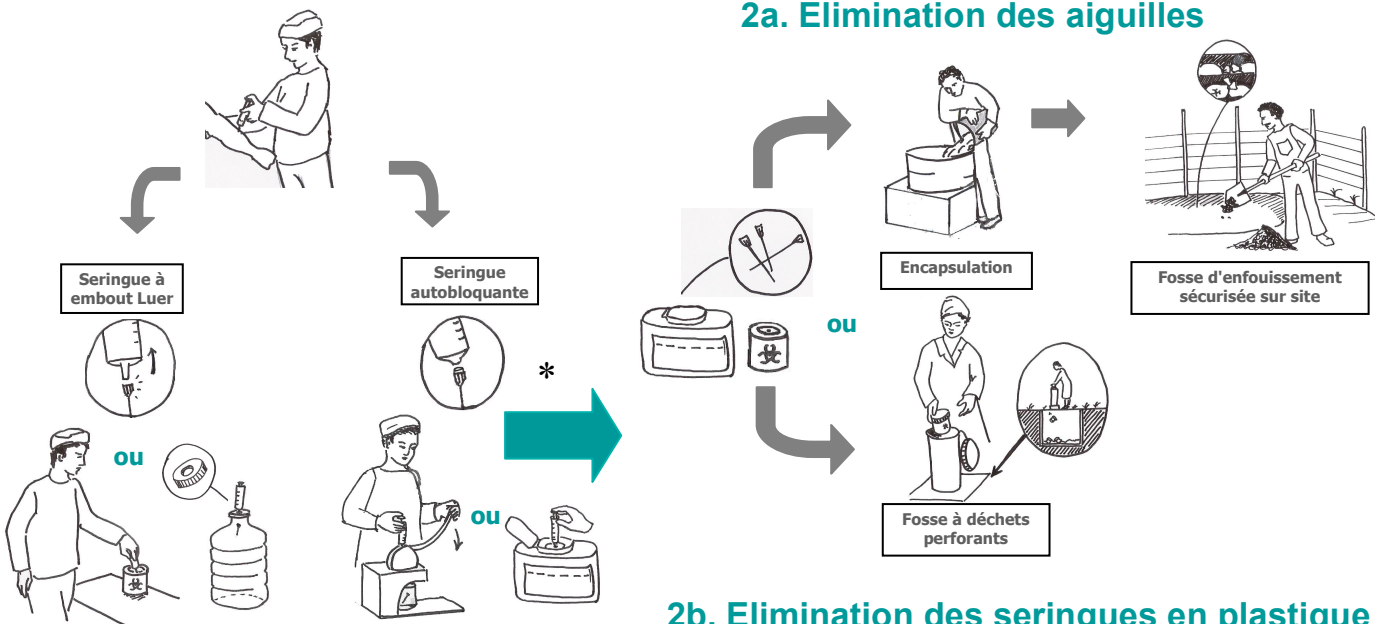 2a. Elimination des aiguilles
Seringue à
embout Luer
Seringue
autobloquante
*
ou
ou
ou
Encapsulation
Fosse d'enfouissement
sécurisée sur site
Fosse à déchets
perforants
2b. Elimination des seringues en plastique